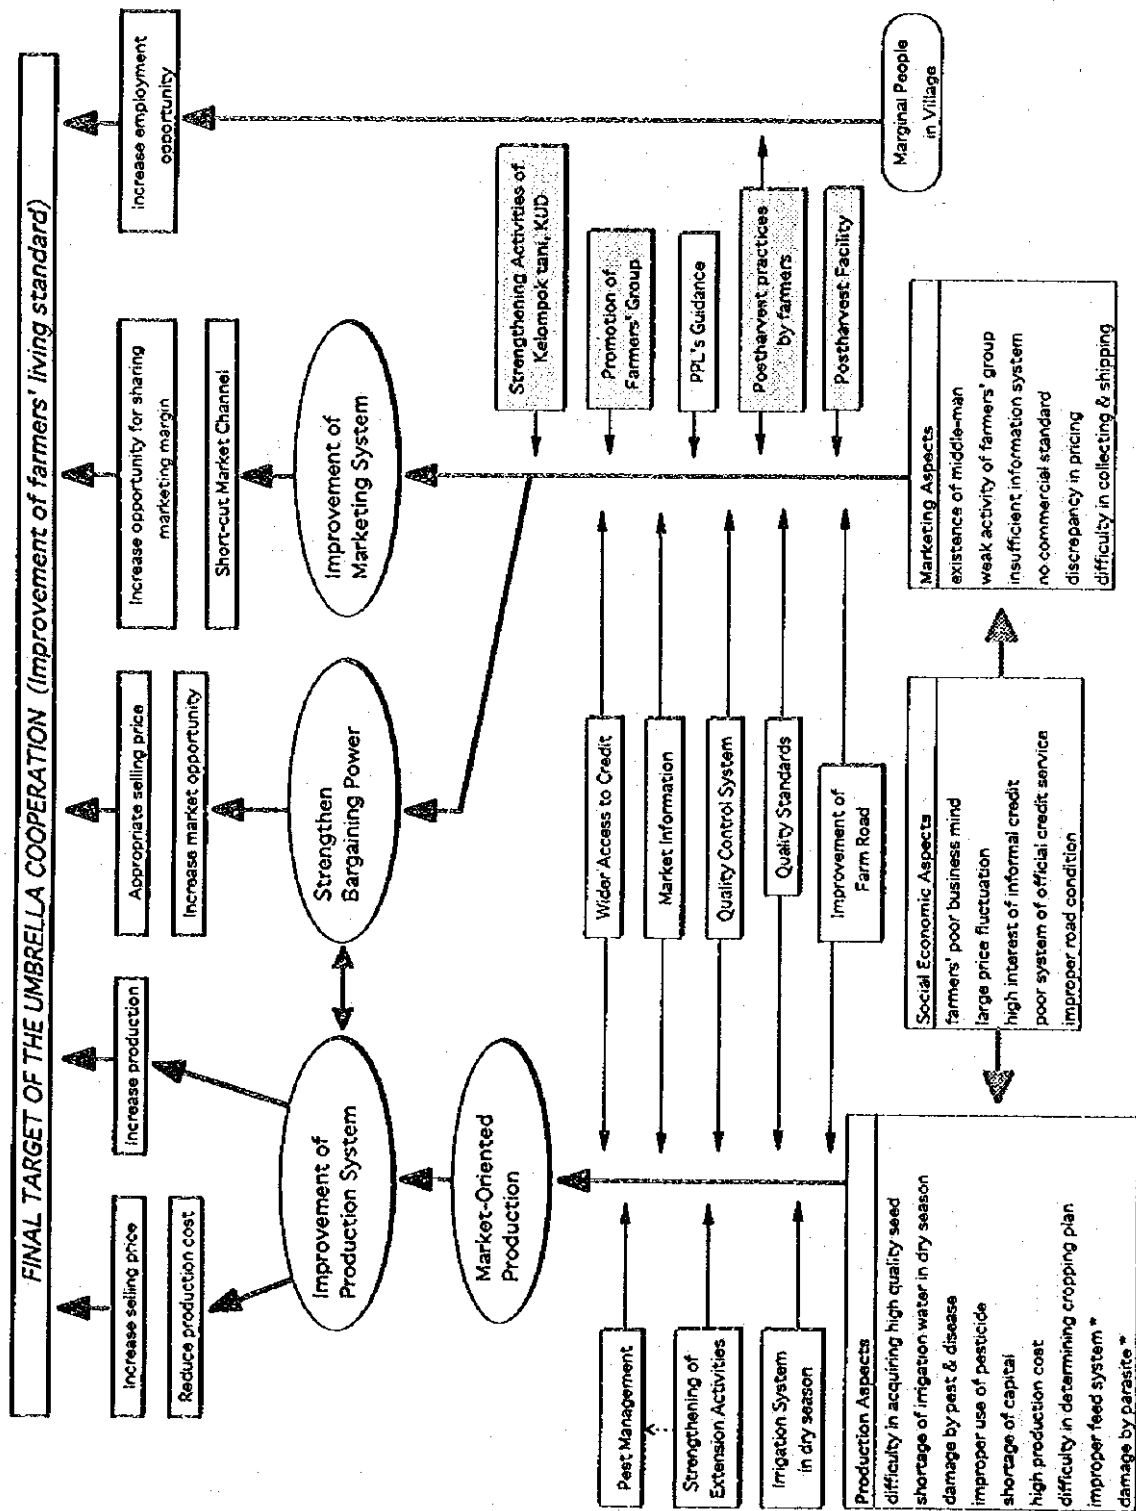 FINAL TARGET OF THE UMBRELLA COOPERATION (Improvement of farmers' living standard)
Increase selling price
Reduce production cost
Increase production
Appropriate selling price
Increase market opportunity
Increase opportunity for sharing
marketing margin
Short-cut Market Channel
Increase employment
opportunity
Improvement of
Production System
Strengthen
Bargaining Power
Improvement of
Marketing System
Market-Oriented
Production
Strengthening Activities of
Kelompok tani, KUD
Promotion of
Farmers' Group
PPL's Guidance
Postharvest practices
by farmers
Postharvest Facility
Pest Management
Strengthening of
Extension Activities
Irrigation System
in dry season
Wider Access to Credit
Market Information
Quality Control System
Quality Standards
Improvement of
Farm Road
Marginal People
in Village
Production Aspects
difficulty in acquiring high quality seed
shortage of irrigation water in dry season
damage by pest & disease
improper use of pesticide
shortage of capital
high production cost
difficulty in determining cropping plan
improper feed system*
damage by parasite*
Social Economic Aspects
farmers' poor business mind
large price fluctuation
high interest of informal credit
poor system of official credit service
improper road condition
Marketing Aspects
existence of middle-man
weak activity of farmers' group
insufficient information system
no commercial standard
discrepancy in pricing
difficulty in collecting & shipping